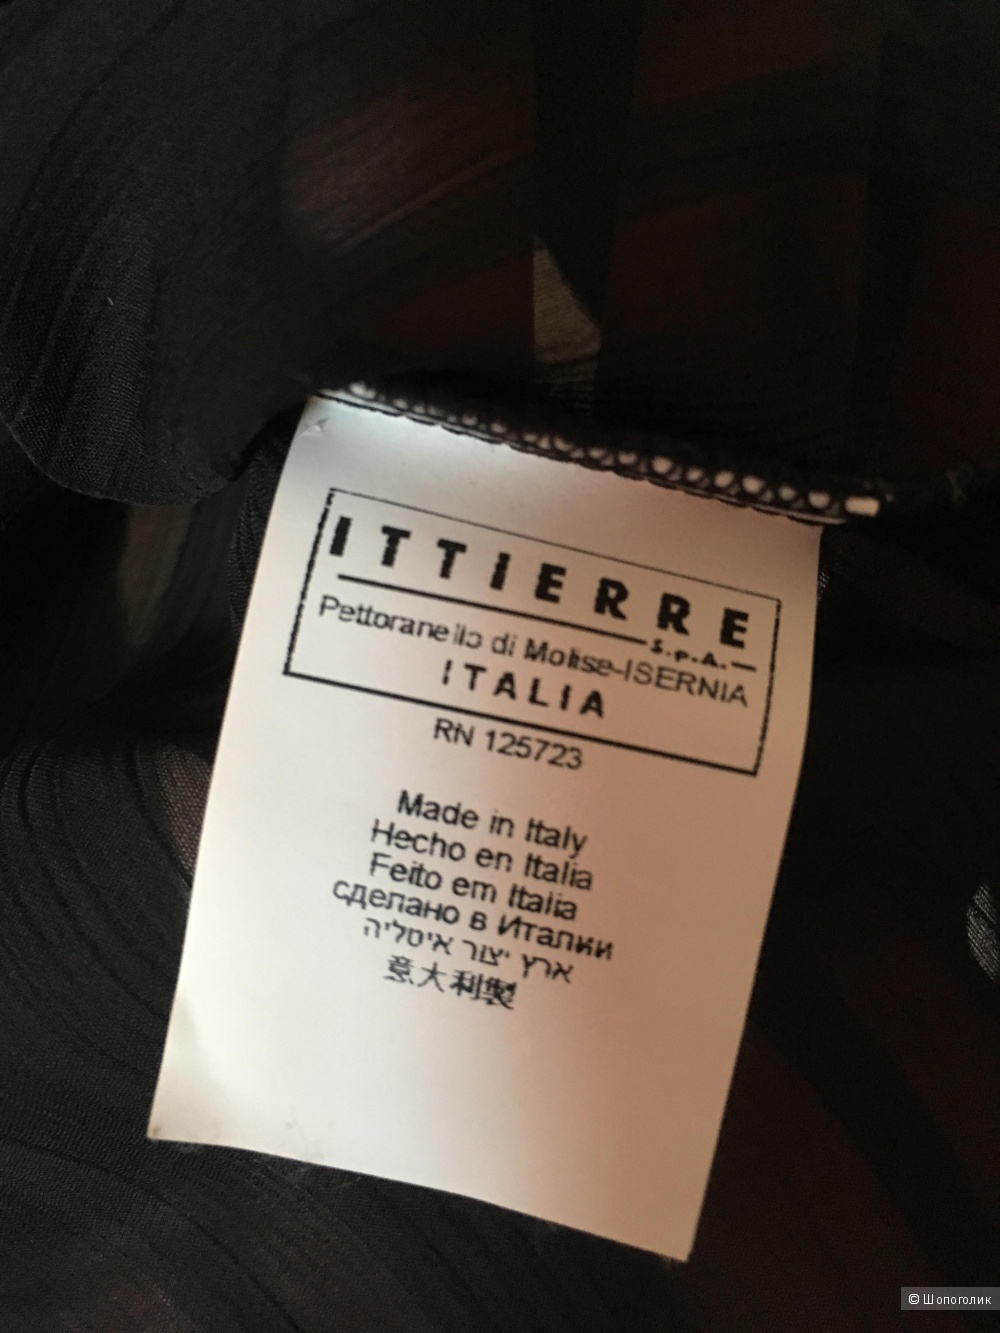 ITTIERRE
S.p.A.
Pettoranello di Molise-ISERNIA
ITALIA
RN 125723
Made in Italy
Hecho en Italia
Feito em Italia
сделано в Италии
ארץ יצור איטליה
意大利製
© Шопоголик